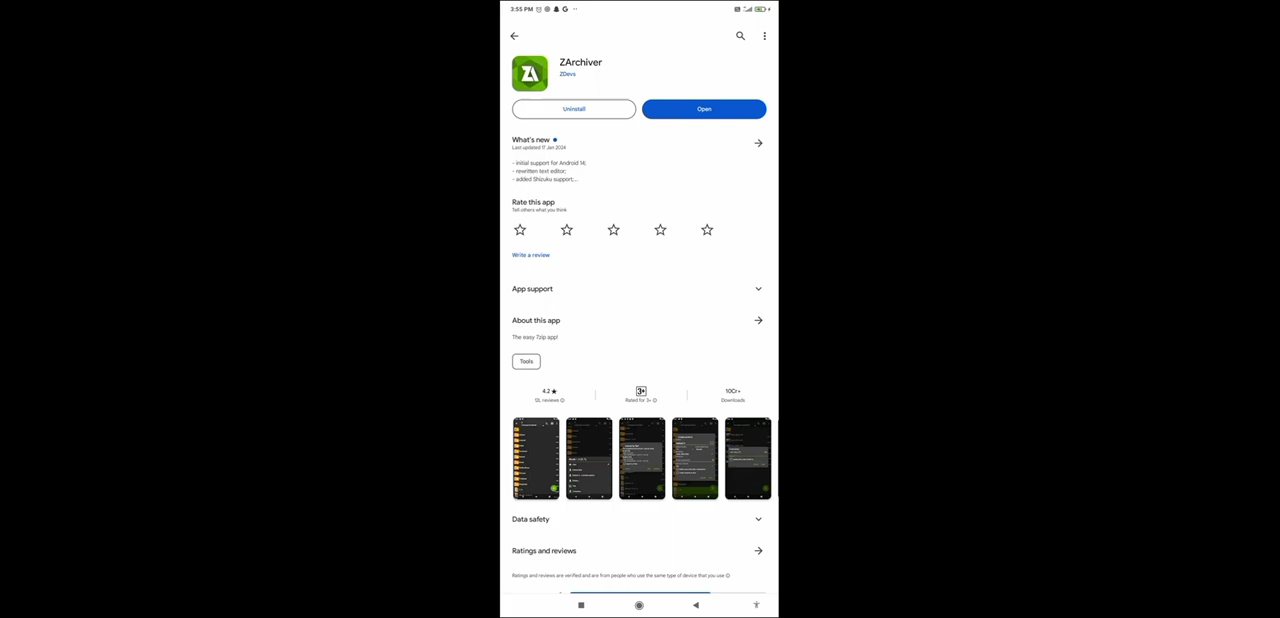 3:55 PM
ZArchiver
ZDevs
Uninstall
Open
What's new
Last updated 17 Jan 2024
- initial support for Android 14;
- rewritten text editor;
- added Shizuku support;...
Rate this app
Tell others what you think
Write a review
App support
About this app
The easy 7zip app!
Tools
4.2★
12L reviews
3+
Rated for 3+
10Cr+
Downloads
Data safety
Ratings and reviews
Ratings and reviews are verified and are from people who use the same type of device that you use